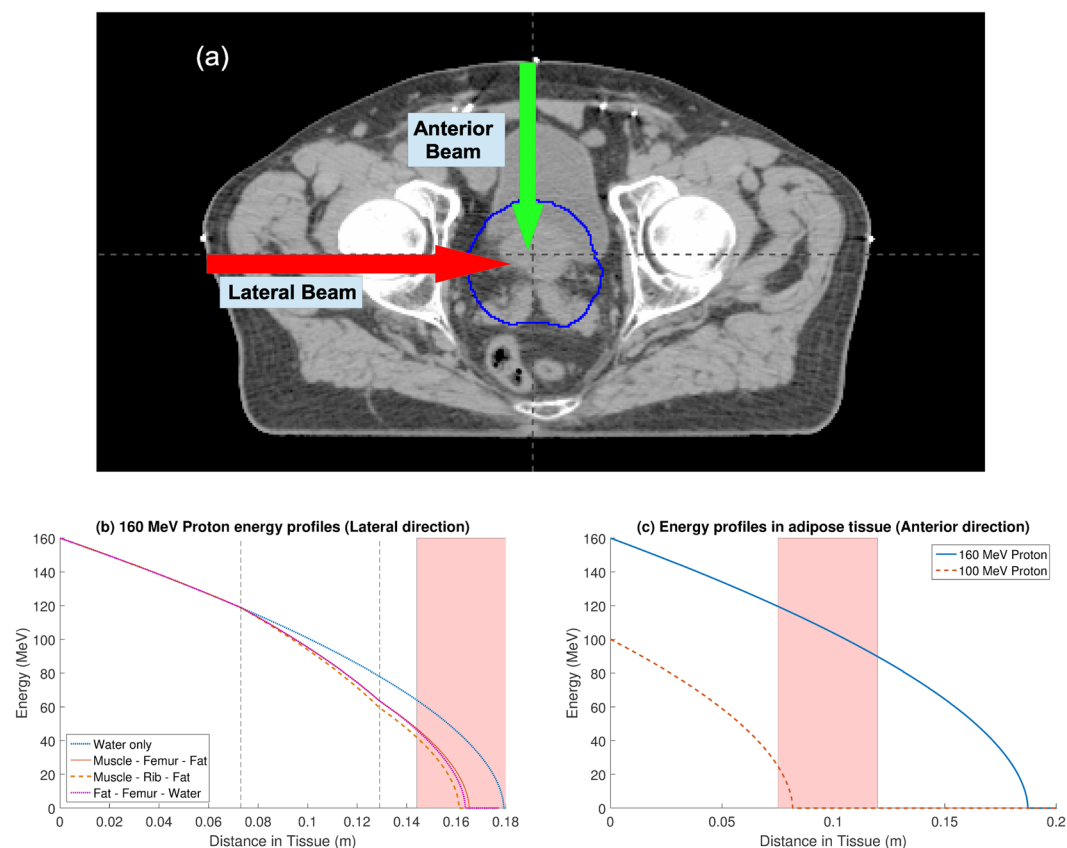 (a)
Anterior
Beam
Lateral Beam
(b) 160 MeV Proton energy profiles (Lateral direction)
160
140
120
100
80
60
40
20
0
Energy (MeV)
Water only
Muscle - Femur - Fat
Muscle - Rib - Fat
Fat - Femur - Water
0 0.02 0.04 0.06 0.08 0.1 0.12 0.14 0.16 0.18
Distance in Tissue (m)
(c) Energy profiles in adipose tissue (Anterior direction)
160
140
120
100
80
60
40
20
0
Energy (MeV)
160 MeV Proton
100 MeV Proton
0 0.05 0.1 0.15 0.2
Distance in Tissue (m)